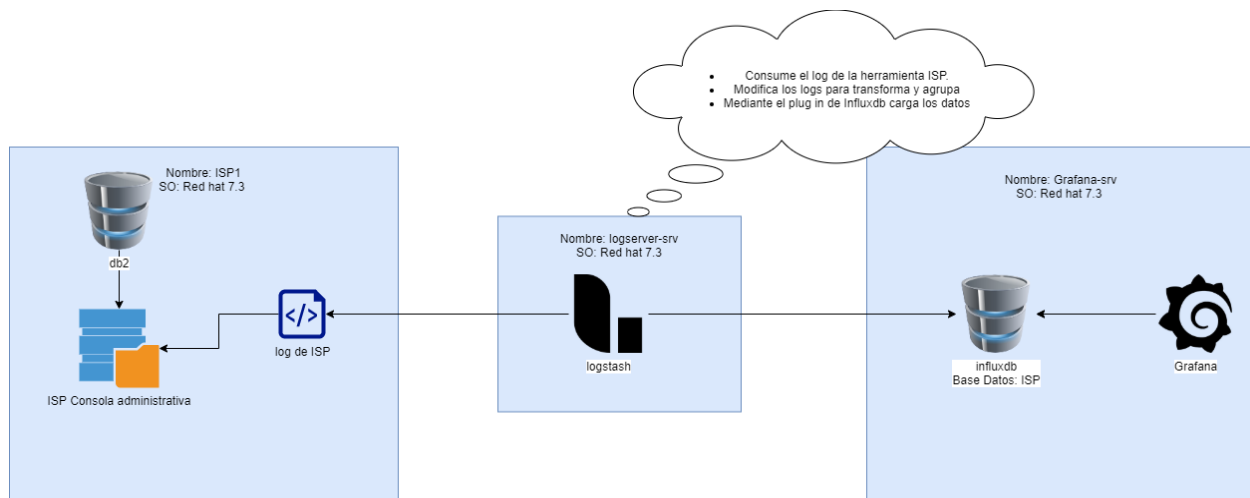 Consume el log de la herramienta ISP.
Modifica los logs para transforma y agrupa
Mediante el plug in de Influxdb carga los datos
Nombre: ISP1
SO: Red hat 7.3
db2
log de ISP
ISP Consola administrativa
Nombre: logserver-srv
SO: Red hat 7.3
logstash
Nombre: Grafana-srv
SO: Red hat 7.3
influxdb
Base Datos: ISP
Grafana